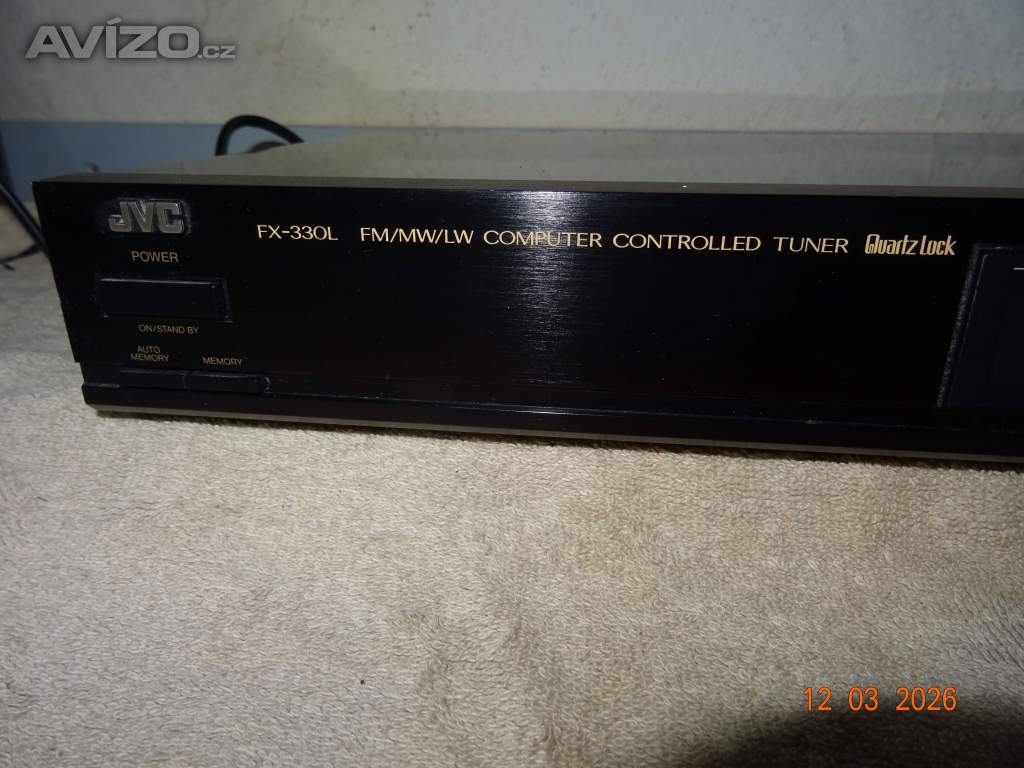 AVÍZO.cz
JVC
FX-330L FM/MW/LW COMPUTER CONTROLLED TUNER Quartz Lock
POWER
ON/STAND BY
AUTO
MEMORY MEMORY
12 03 2026